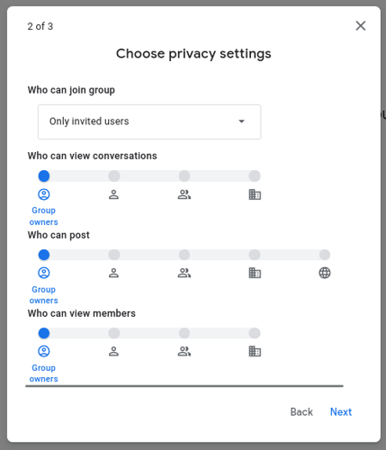 2 of 3
Choose privacy settings
Who can join group
Only invited users
Who can view conversations
Group
owners
Who can post
Group
owners
Who can view members
Group
owners
Back Next